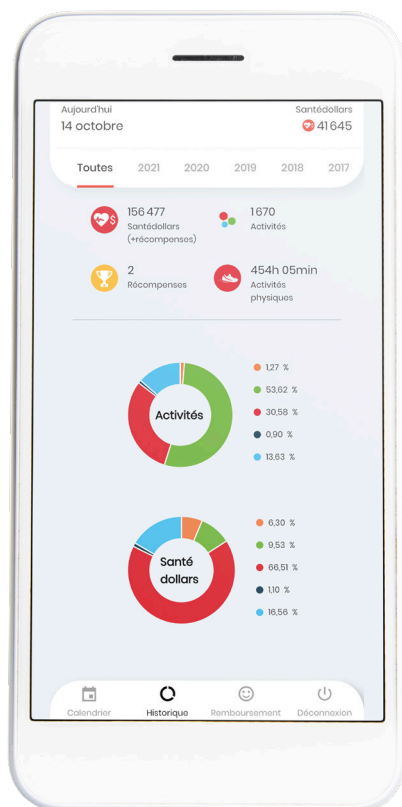 Aujourd'hui
Santédollars
14 octobre
41 645
Toutes 2021 2020 2019 2018 2017
156 477
Santédollars
(+récompenses)
1670
Activités
2
Récompenses
454h 05min
Activités
physiques
Activités
1,27 %
53,62 %
30,58 %
0,90 %
13,63 %
Santé
dollars
6,30 %
9,53 %
66,51 %
1,10 %
16,56 %
Calendrier Historique Remboursement Déconnexion